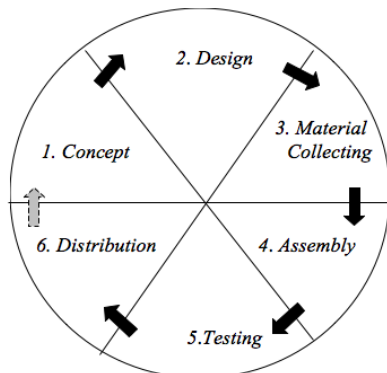 1. Concept
2. Design
3. Material
Collecting
4. Assembly
5.Testing
6. Distribution